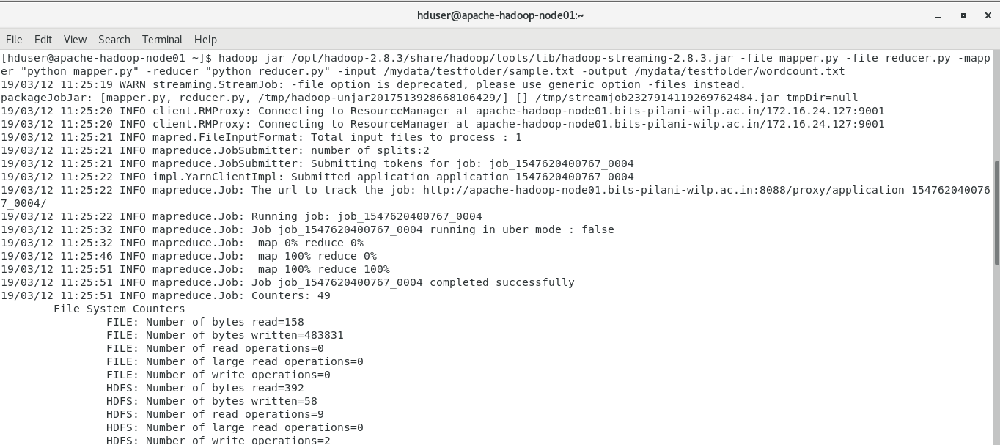 hduser@apache-hadoop-node01:~
File Edit View Search Terminal Help
[hduser@apache-hadoop-node01 ~]$ hadoop jar /opt/hadoop-2.8.3/share/hadoop/tools/lib/hadoop-streaming-2.8.3.jar -file mapper.py -file reducer.py -mapp
er "python mapper.py" -reducer "python reducer.py" -input /mydata/testfolder/sample.txt -output /mydata/testfolder/wordcount.txt
19/03/12 11:25:19 WARN streaming.StreamJob: -file option is deprecated, please use generic option -files instead.
packageJobJar: [mapper.py, reducer.py, /tmp/hadoop-unjar2017513928668106429/] [] /tmp/streamjob2327914119269762484.jar tmpDir=null
19/03/12 11:25:20 INFO client.RMProxy: Connecting to ResourceManager at apache-hadoop-node01.bits-pilani-wilp.ac.in/172.16.24.127:9001
19/03/12 11:25:20 INFO client.RMProxy: Connecting to ResourceManager at apache-hadoop-node01.bits-pilani-wilp.ac.in/172.16.24.127:9001
19/03/12 11:25:21 INFO mapred.FileInputFormat: Total input files to process : 1
19/03/12 11:25:21 INFO mapreduce.JobSubmitter: number of splits:2
19/03/12 11:25:21 INFO mapreduce.JobSubmitter: Submitting tokens for job: job_1547620400767_0004
19/03/12 11:25:22 INFO impl.YarnClientImpl: Submitted application application_1547620400767_0004
19/03/12 11:25:22 INFO mapreduce.Job: The url to track the job: http://apache-hadoop-node01.bits-pilani-wilp.ac.in:8088/proxy/application_154762040076
7_0004/
19/03/12 11:25:22 INFO mapreduce.Job: Running job: job_1547620400767_0004
19/03/12 11:25:32 INFO mapreduce.Job: Job job_1547620400767_0004 running in uber mode : false
19/03/12 11:25:32 INFO mapreduce.Job:  map 0% reduce 0%
19/03/12 11:25:46 INFO mapreduce.Job:  map 100% reduce 0%
19/03/12 11:25:51 INFO mapreduce.Job:  map 100% reduce 100%
19/03/12 11:25:51 INFO mapreduce.Job: Job job_1547620400767_0004 completed successfully
19/03/12 11:25:51 INFO mapreduce.Job: Counters: 49
File System Counters
FILE: Number of bytes read=158
FILE: Number of bytes written=483831
FILE: Number of read operations=0
FILE: Number of large read operations=0
FILE: Number of write operations=0
HDFS: Number of bytes read=392
HDFS: Number of bytes written=58
HDFS: Number of read operations=9
HDFS: Number of large read operations=0
HDFS: Number of write operations=2